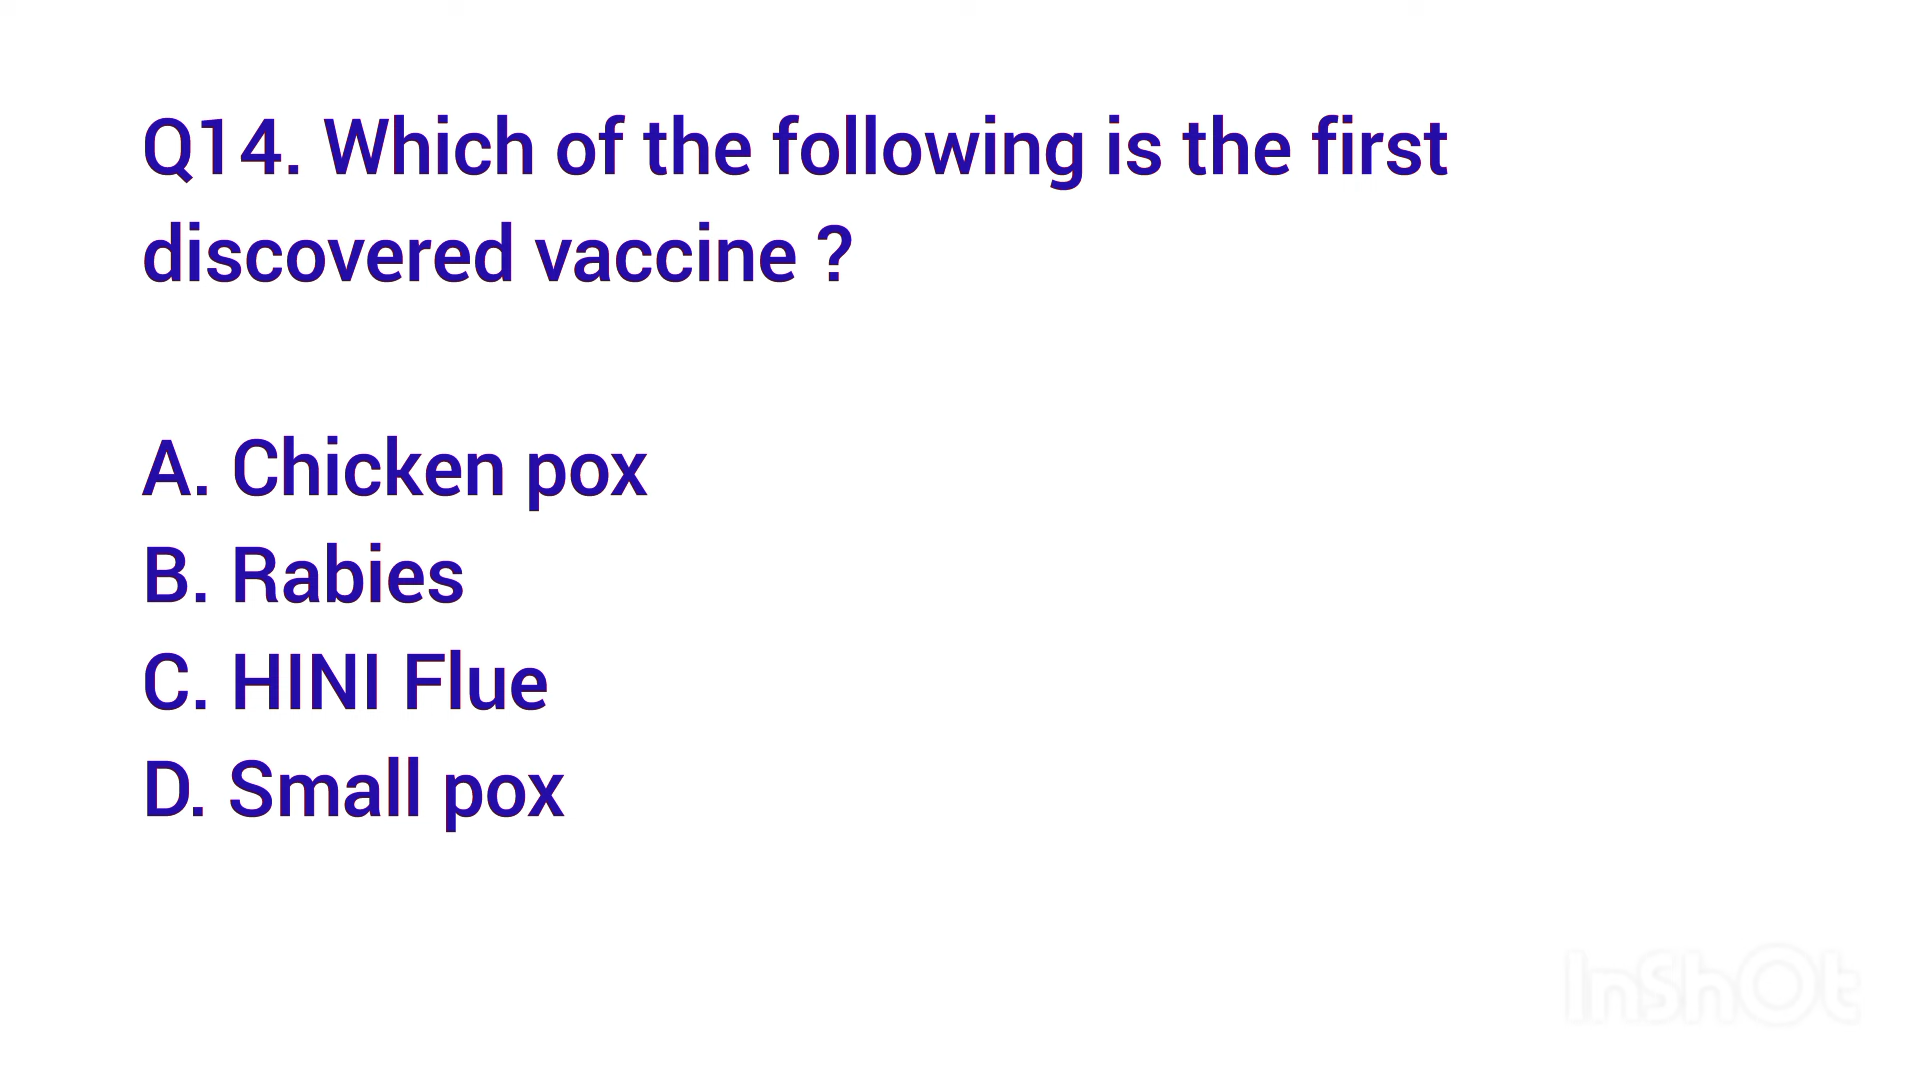 Q14. Which of the following is the first
discovered vaccine ?
A. Chicken pox
B. Rabies
C. HINI Flue
D. Small pox
InShOt